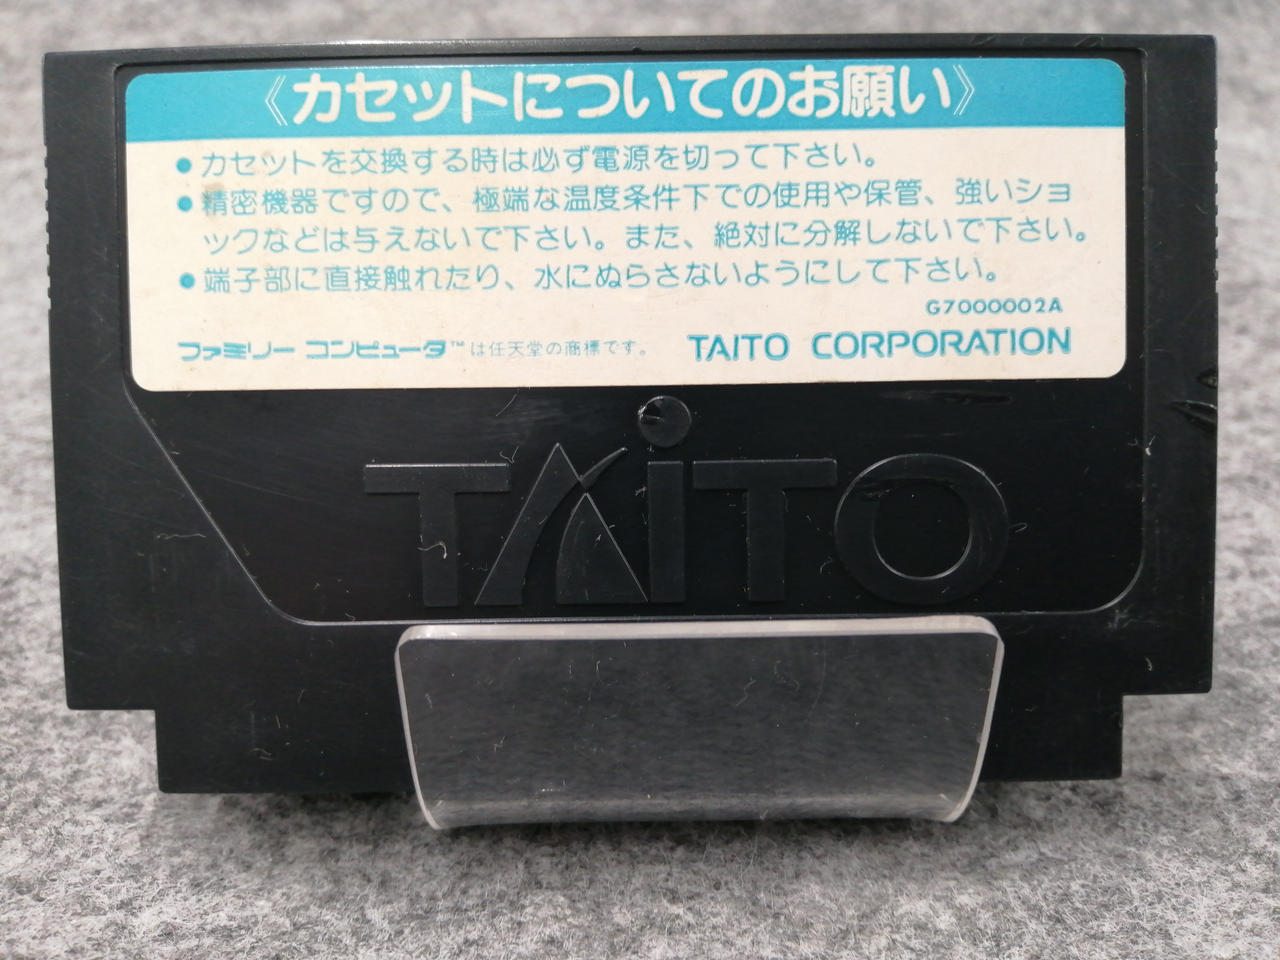 《カセットについてのお願い》
●カセットを交換する時は必ず電源を切って下さい。
●精密機器ですので、極端な温度条件下での使用や保管、強いショ
ックなどは与えないで下さい。また、絶対に分解しないで下さい。
●端子部に直接触れたり、水にぬらさないようにして下さい。
G7000002A
ファミリー コンピュータ™は任天堂の商標です。 TAITO CORPORATION
TAITO